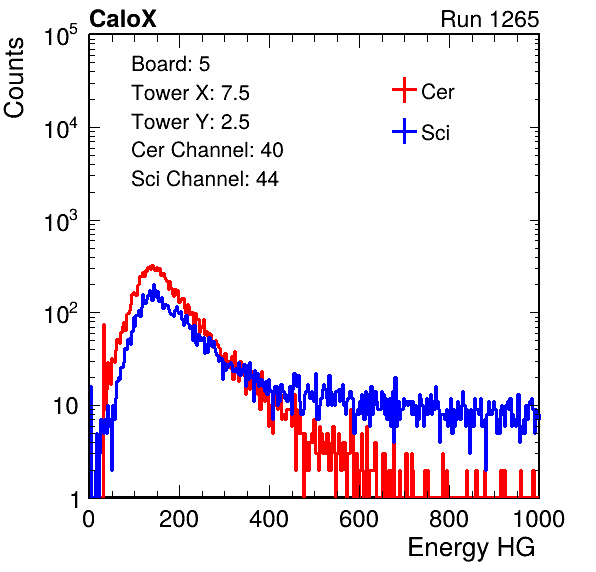 CaloX Run 1265
Counts
10^5
10^4
10^3
10^2
10
1
Board: 5
Tower X: 7.5
Tower Y: 2.5
Cer Channel: 40
Sci Channel: 44
Cer
Sci
0 200 400 600 800 1000
Energy HG